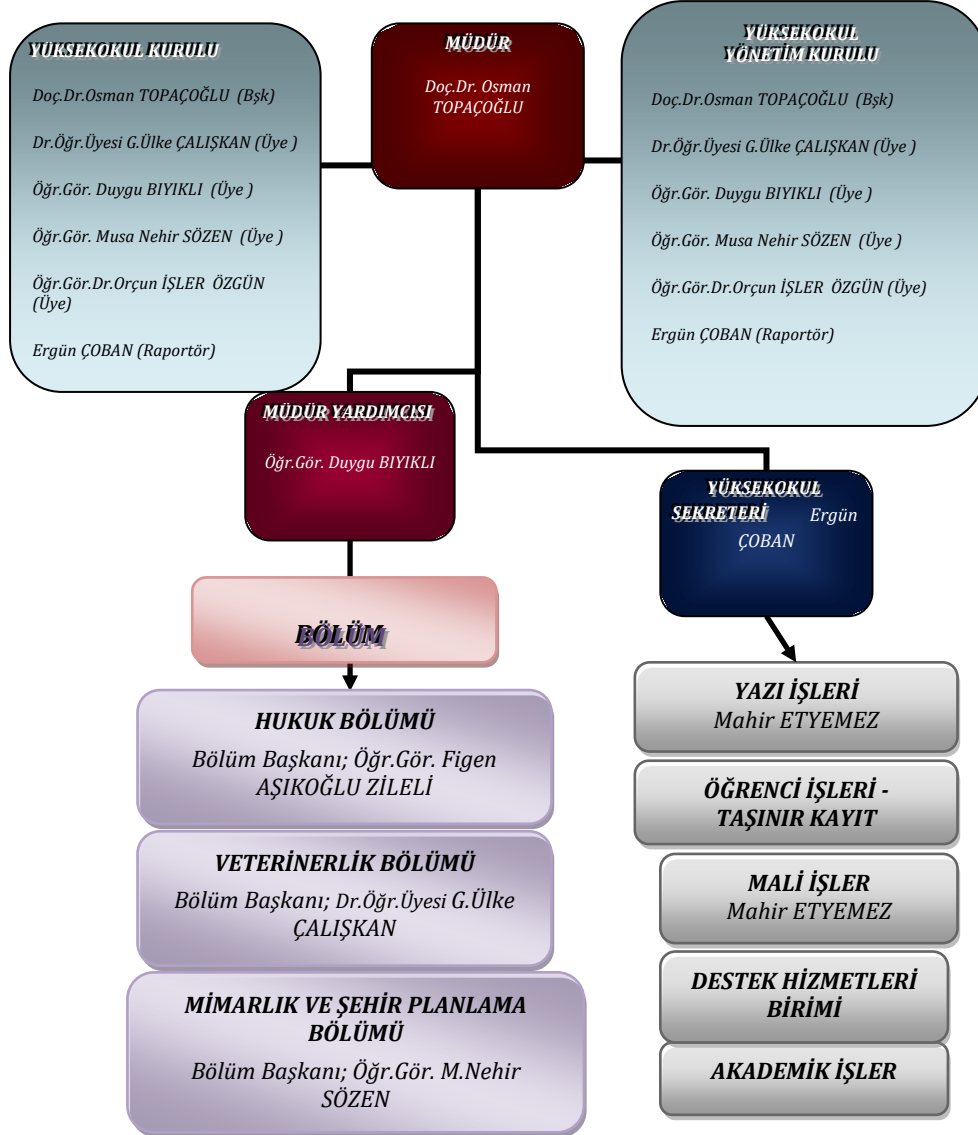 YÜKSEKOKUL KURULU
Doç.Dr.Osman TOPAÇOĞLU (Bşk)
Dr.Öğr.Üyesi G.Ülke ÇALIŞKAN (Üye )
Öğr.Gör. Duygu BIYIKLI (Üye )
Öğr.Gör. Musa Nehir SÖZEN (Üye )
Öğr.Gör.Dr.Orçun İŞLER ÖZGÜN
(Üye)
Ergün ÇOBAN (Raportör)
MÜDÜR
Doç.Dr. Osman
TOPAÇOĞLU
YÜKSEKOKUL
YÖNETİM KURULU
Doç.Dr.Osman TOPAÇOĞLU (Bşk)
Dr.Öğr.Üyesi G.Ülke ÇALIŞKAN (Üye )
Öğr.Gör. Duygu BIYIKLI (Üye )
Öğr.Gör. Musa Nehir SÖZEN (Üye )
Öğr.Gör.Dr.Orçun İŞLER ÖZGÜN (Üye)
Ergün ÇOBAN (Raportör)
MÜDÜR YARDIMCISI
Öğr.Gör. Duygu BIYIKLI
YÜKSEKOKUL
SEKRETERİ Ergün
ÇOBAN
BÖLÜM
HUKUK BÖLÜMÜ
Bölüm Başkanı; Öğr.Gör. Figen
AŞIKOĞLU ZİLELİ
VETERİNERLİK BÖLÜMÜ
Bölüm Başkanı; Dr.Öğr.Üyesi G.Ülke
ÇALIŞKAN
MİMARLIK VE ŞEHİR PLANLAMA
BÖLÜMÜ
Bölüm Başkanı; Öğr.Gör. M.Nehir
SÖZEN
YAZI İŞLERİ
Mahir ETYEMEZ
ÖĞRENCİ İŞLERİ -
TAŞINIR KAYIT
MALİ İŞLER
Mahir ETYEMEZ
DESTEK HİZMETLERİ
BİRİMİ
AKADEMİK İŞLER